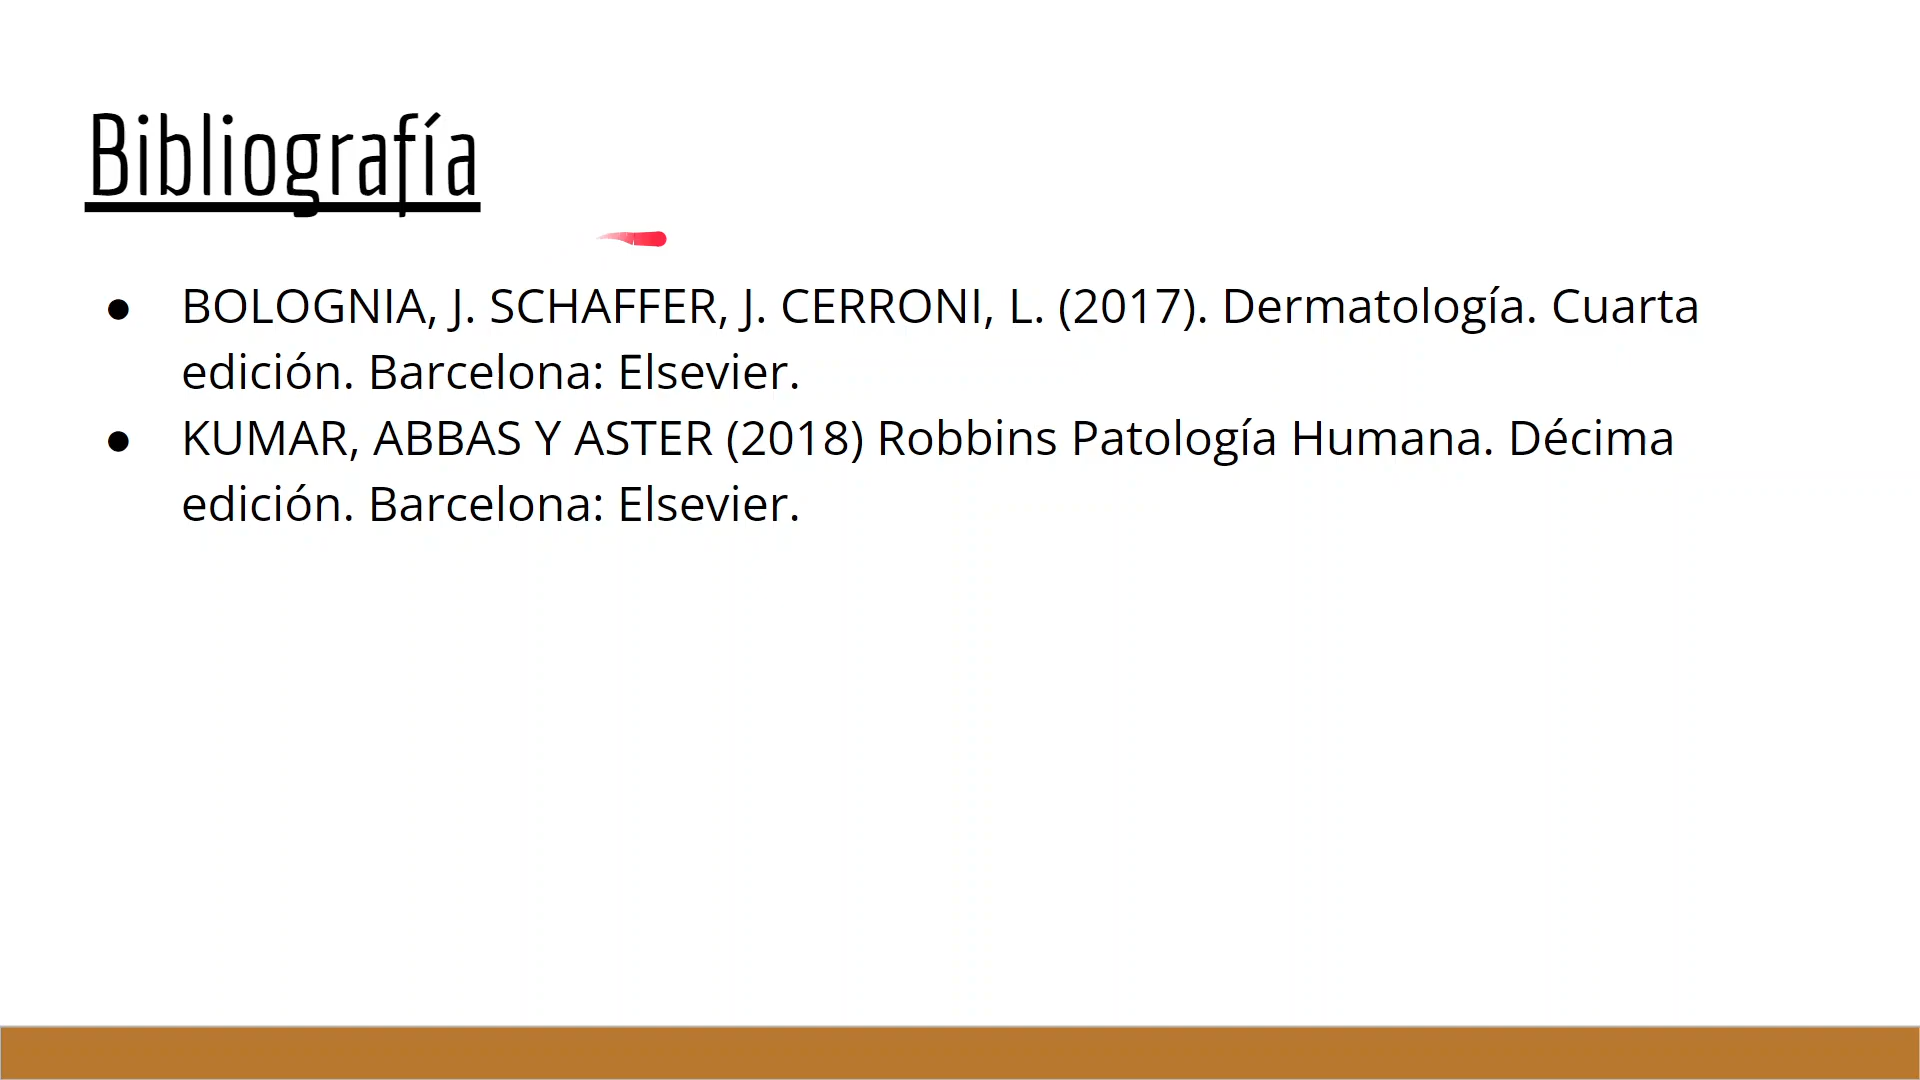 Bibliografía
● BOLOGNIA, J. SCHAFFER, J. CERRONI, L. (2017). Dermatología. Cuarta
edición. Barcelona: Elsevier.
● KUMAR, ABBAS Y ASTER (2018) Robbins Patología Humana. Décima
edición. Barcelona: Elsevier.